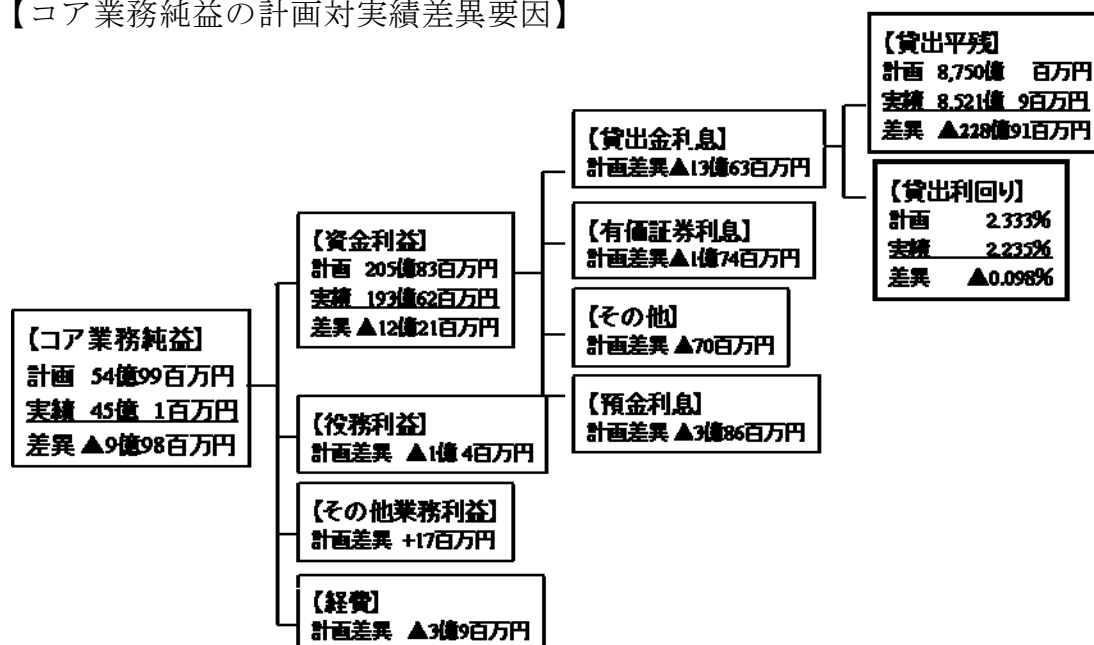 【コア業務純益の計画対実績差異要因】
【コア業務純益】
計画 54億99百万円
実績 45億 1百万円
差異 ▲9億98百万円
【資金利益】
計画 205億83百万円
実績 193億62百万円
差異 ▲12億21百万円
【役務利益】
計画差異 ▲1億 4百万円
【その他業務利益】
計画差異 +17百万円
【経費】
計画差異 ▲3億9百万円
【貸出金利息】
計画差異▲13億63百万円
【有価証券利息】
計画差異▲1億74百万円
【その他】
計画差異 ▲70百万円
【預金利息】
計画差異 ▲3億86百万円
【貸出平残】
計画 8,750億 百万円
実績 8.521億 9百万円
差異 ▲228億91百万円
【貸出利回り】
計画 2.333%
実績 2.235%
差異 ▲0.098%